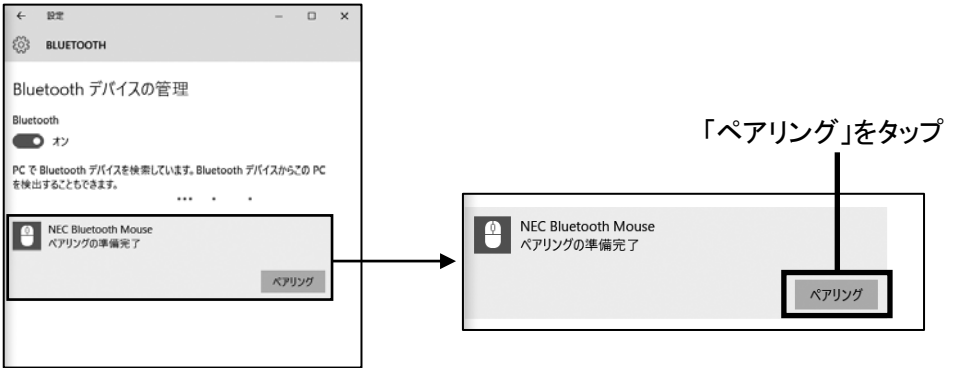 ← 設定
BLUETOOTH
Bluetooth デバイスの管理
Bluetooth
オン
PC で Bluetooth デバイスを検索しています。Bluetooth デバイスからこの PC
を検出することもできます。
NEC Bluetooth Mouse
ペアリングの準備完了
ペアリング
「ペアリング」をタップ
NEC Bluetooth Mouse
ペアリングの準備完了
ペアリング